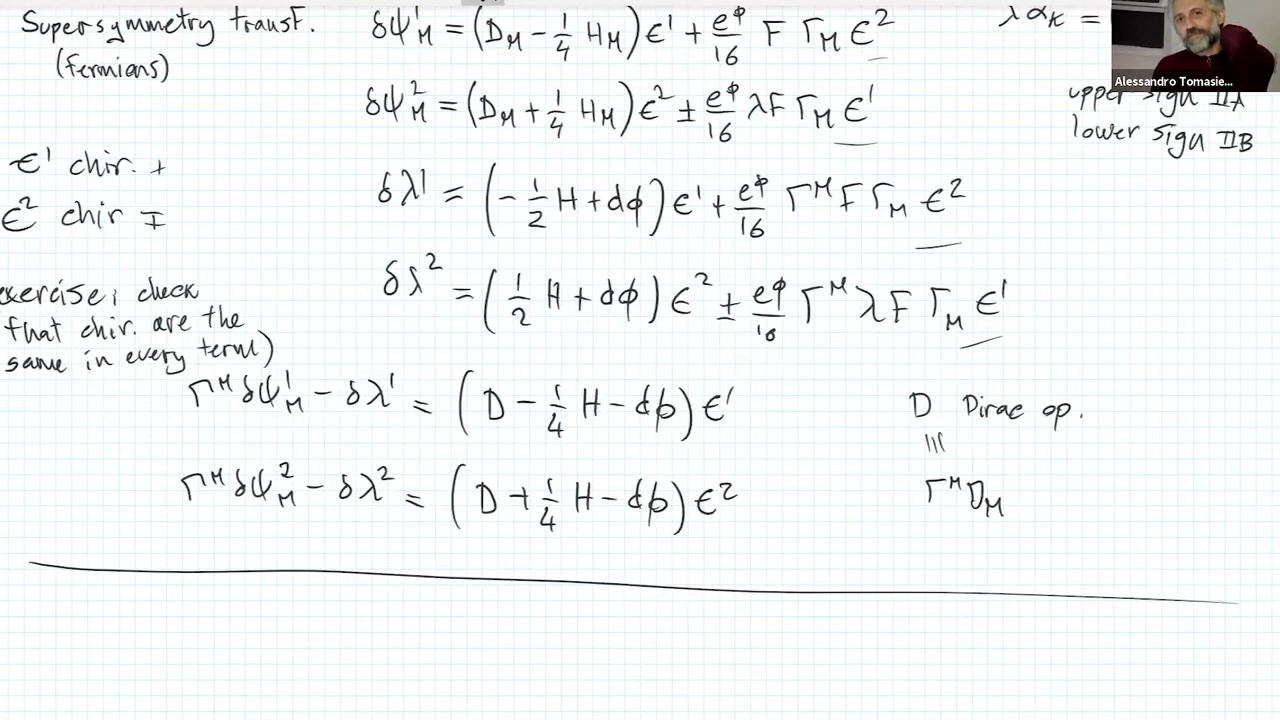 Supersymmetry transf. δψ¹_M = (D_M − 1/4 H_M) ϵ¹ + e^ϕ/16 F Γ_M ϵ²
λ α_K =
(fermions)
Alessandro Tomasie...
δψ²_M = (D_M + 1/4 H_M) ϵ² ± e^ϕ/16 λF Γ_M ϵ¹
upper sign IIA
lower sign IIB
ϵ¹ chir. +
δλ¹ = (− 1/2 H + dϕ) ϵ¹ + e^ϕ/16 Γ^M F Γ_M ϵ²
ϵ² chir ∓
δλ² = (1/2 H + dϕ) ϵ² ± e^ϕ/16 Γ^M λF Γ_M ϵ¹
exercise: check
that chir. are the
same in every term)
Γ^M δψ¹_M − δλ¹ = (D − 1/4 H − dϕ) ϵ¹
D Dirac op.
|||
Γ^M δψ²_M − δλ² = (D + 1/4 H − dϕ) ϵ²
Γ^M D_M